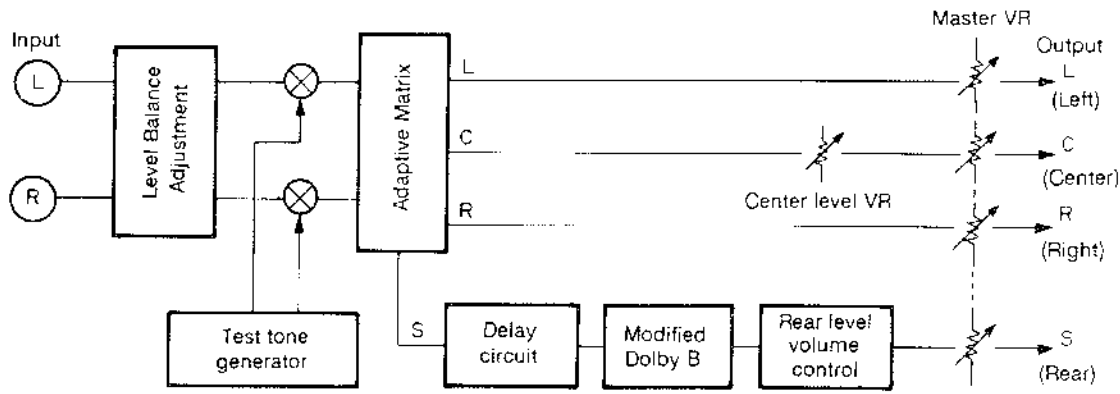 Master VR
Input
Output
L
Level Balance
Adjustment
Adaptive Matrix
L
L
(Left)
C
C
(Center)
Center level VR
R
R
R
(Right)
Test tone
generator
S
Delay
circuit
Modified
Dolby B
Rear level
volume
control
S
(Rear)